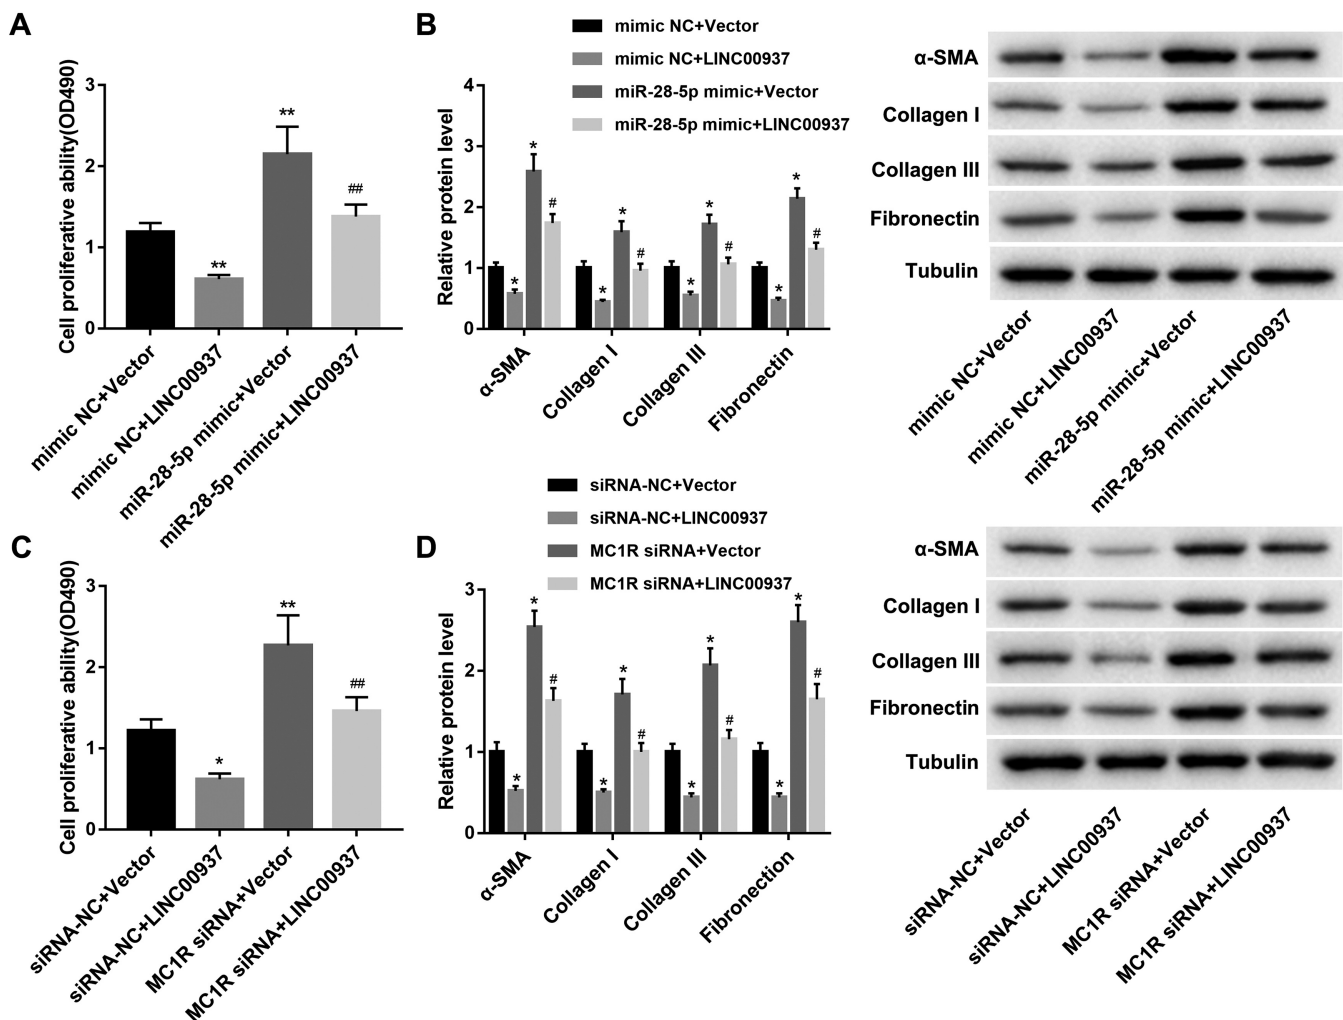 A
Cell proliferative ability(OD490)
3
2
1
0
**
**
##
mimic NC+Vector
mimic NC+LINC00937
miR-28-5p mimic+Vector
miR-28-5p mimic+LINC00937
B
mimic NC+Vector
mimic NC+LINC00937
miR-28-5p mimic+Vector
miR-28-5p mimic+LINC00937
Relative protein level
4
3
2
1
0
* * #
* * #
* * #
* * #
α-SMA
Collagen I
Collagen III
Fibronectin
α-SMA
Collagen I
Collagen III
Fibronectin
Tubulin
mimic NC+Vector
mimic NC+LINC00937
miR-28-5p mimic+Vector
miR-28-5p mimic+LINC00937
C
Cell proliferative ability(OD490)
3
2
1
0
*
**
##
siRNA-NC+Vector
siRNA-NC+LINC00937
MC1R siRNA+Vector
MC1R siRNA+LINC00937
D
siRNA-NC+Vector
siRNA-NC+LINC00937
MC1R siRNA+Vector
MC1R siRNA+LINC00937
Relative protein level
3
2
1
0
* * #
* * #
* * #
* * #
α-SMA
Collagen I
Collagen III
Fibronection
α-SMA
Collagen I
Collagen III
Fibronectin
Tubulin
siRNA-NC+Vector
siRNA-NC+LINC00937
MC1R siRNA+Vector
MC1R siRNA+LINC00937